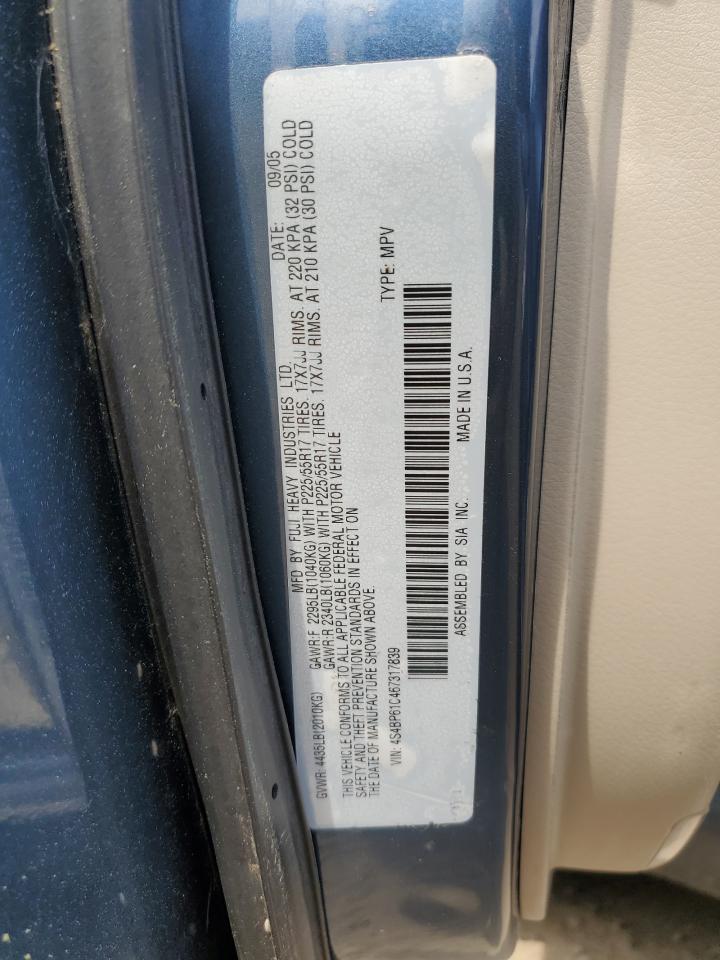 MFD BY FUJI HEAVY INDUSTRIES LTD. DATE: 09/05
GVWR: 4435LB(2010KG) GAWR:F 2295LB(1040KG) WITH P225/55R17 TIRES. 17X7JJ RIMS. AT 220 KPA (32 PSI) COLD
GAWR:R 2340LB(1060KG) WITH P225/55R17 TIRES. 17X7JJ RIMS. AT 210 KPA (30 PSI) COLD
THIS VEHICLE CONFORMS TO ALL APPLICABLE FEDERAL MOTOR VEHICLE
SAFETY AND THEFT PREVENTION STANDARDS IN EFFECT ON
THE DATE OF MANUFACTURE SHOWN ABOVE.
VIN: 4S4BP61C467317839 TYPE: MPV
ASSEMBLED BY SIA INC. MADE IN U.S.A.